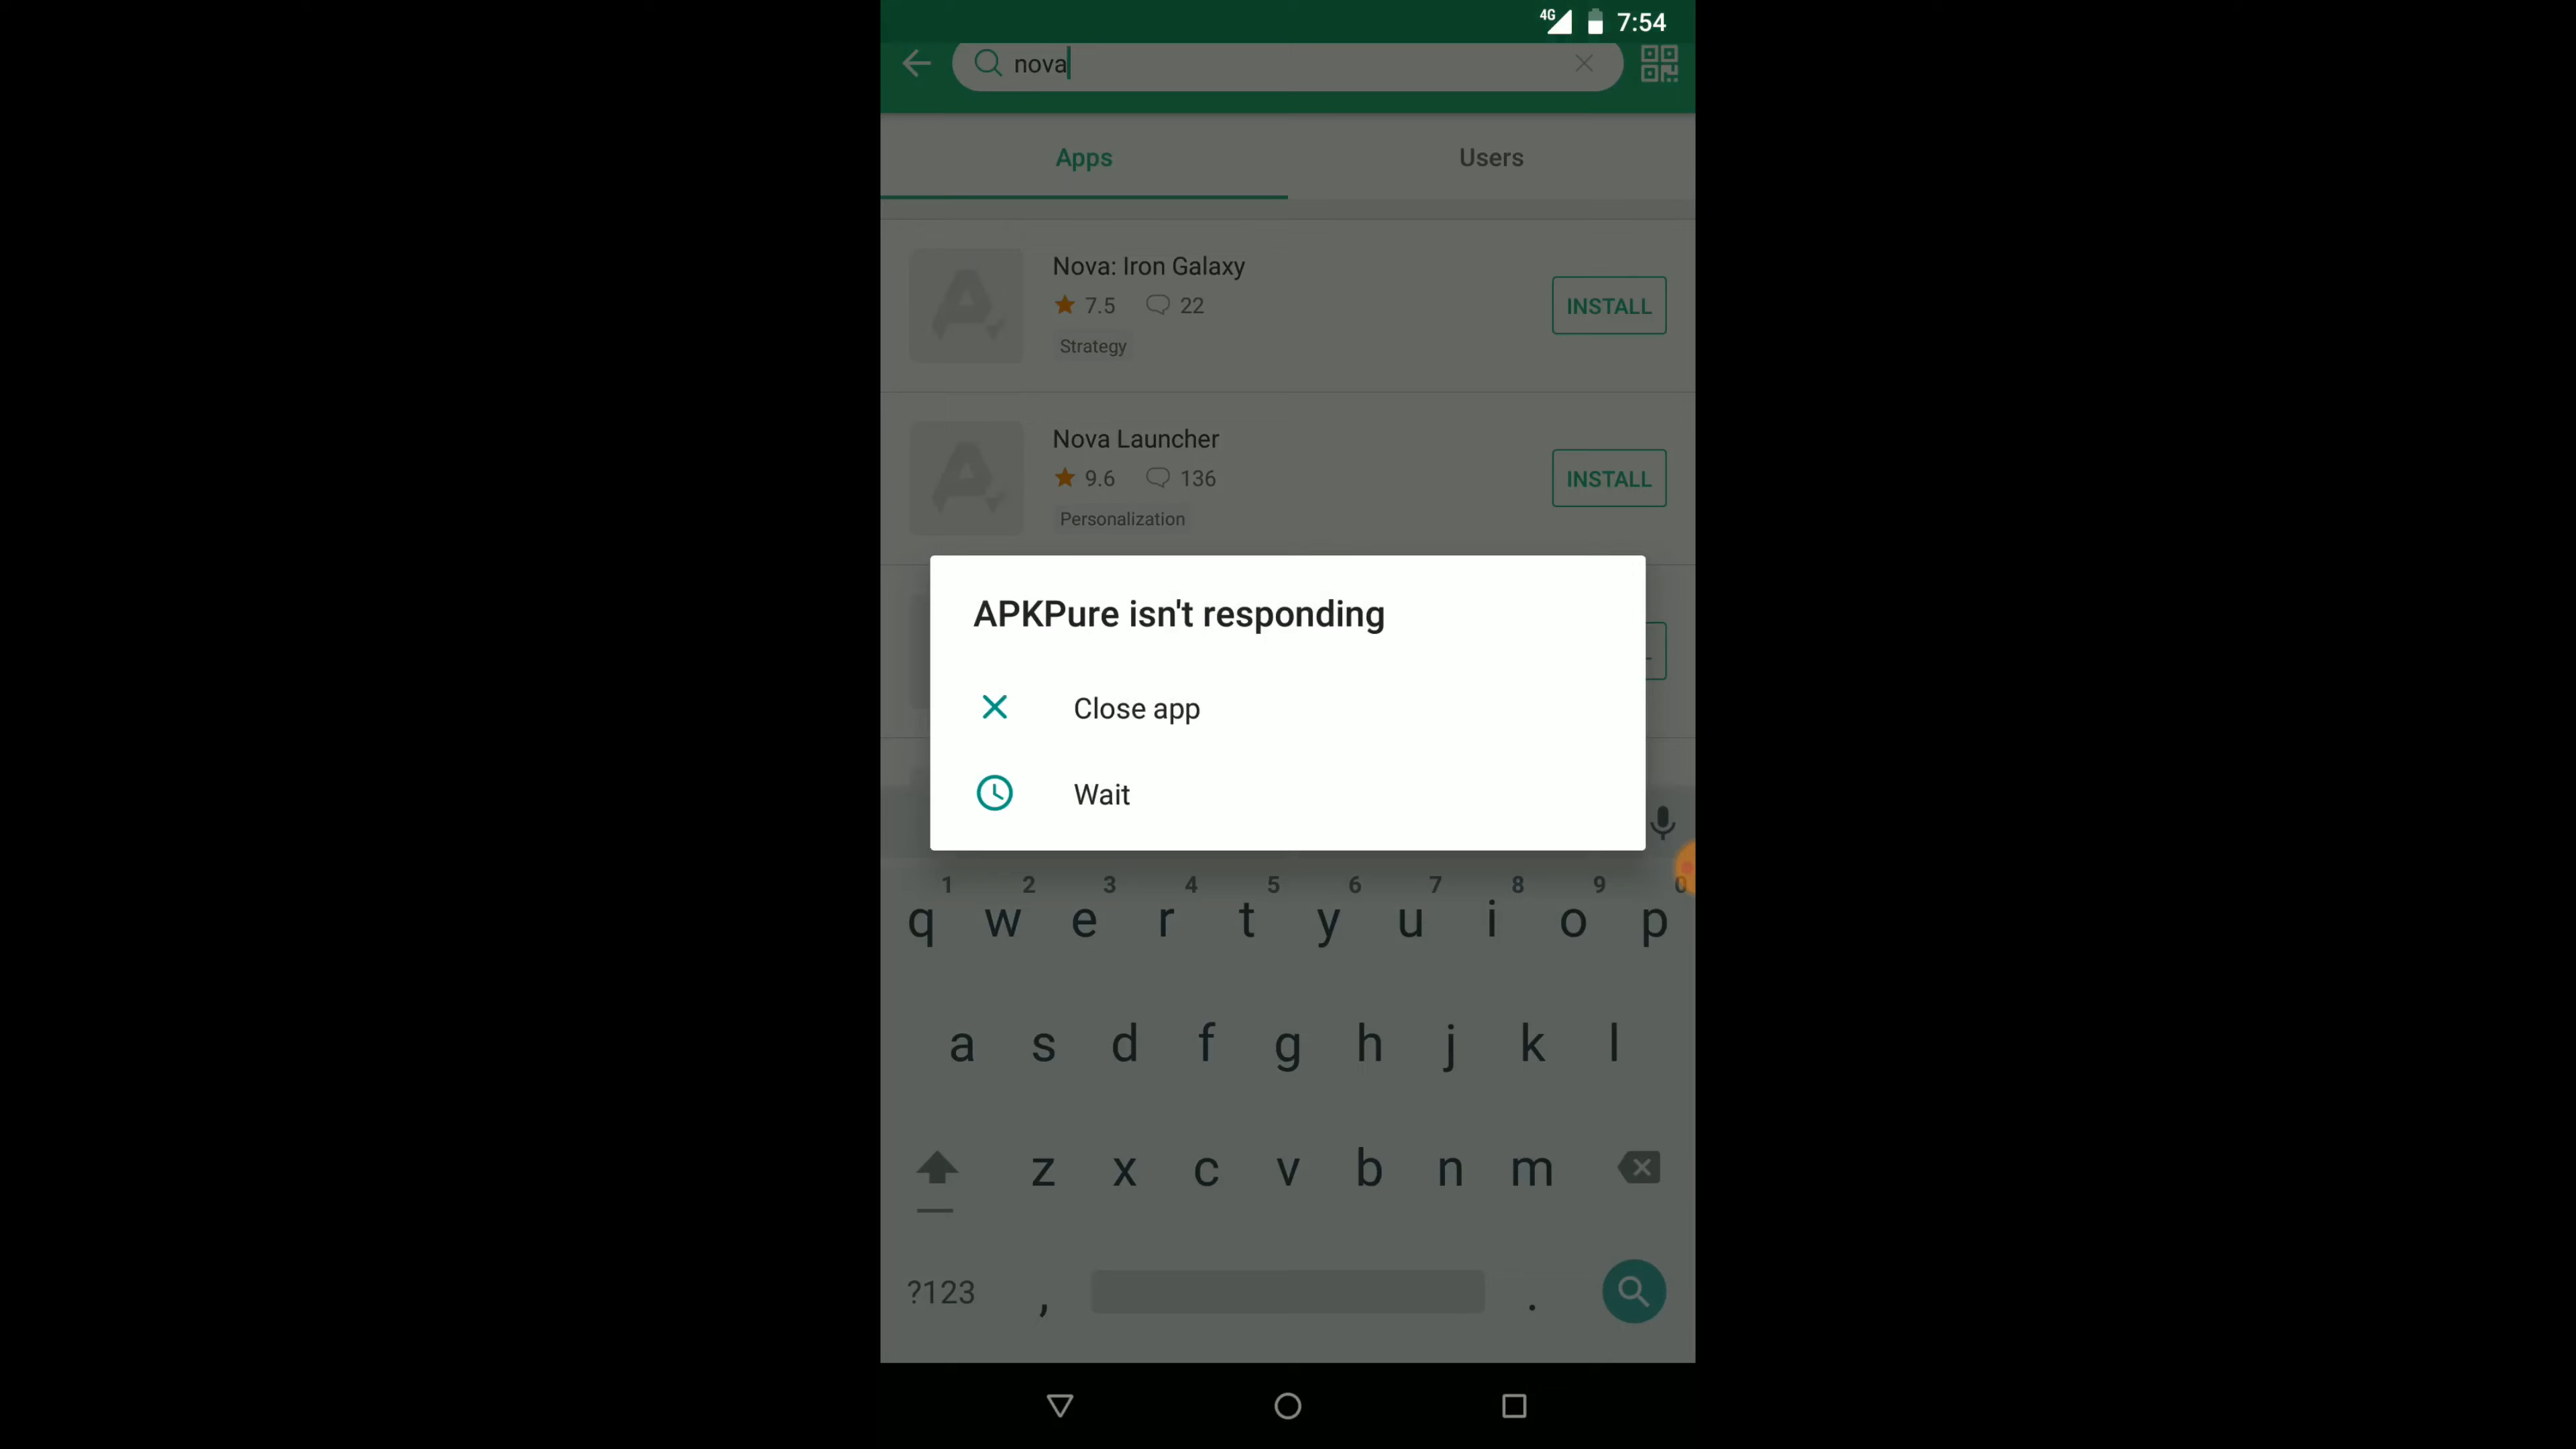 4G 7:54
nova
Apps Users
Nova: Iron Galaxy
7.5 22
INSTALL
Strategy
Nova Launcher
9.6 136
INSTALL
Personalization
APKPure isn't responding
Close app
Wait
1 2 3 4 5 6 7 8 9 0
q w e r t y u i o p
a s d f g h j k l
z x c v b n m
?123 , .